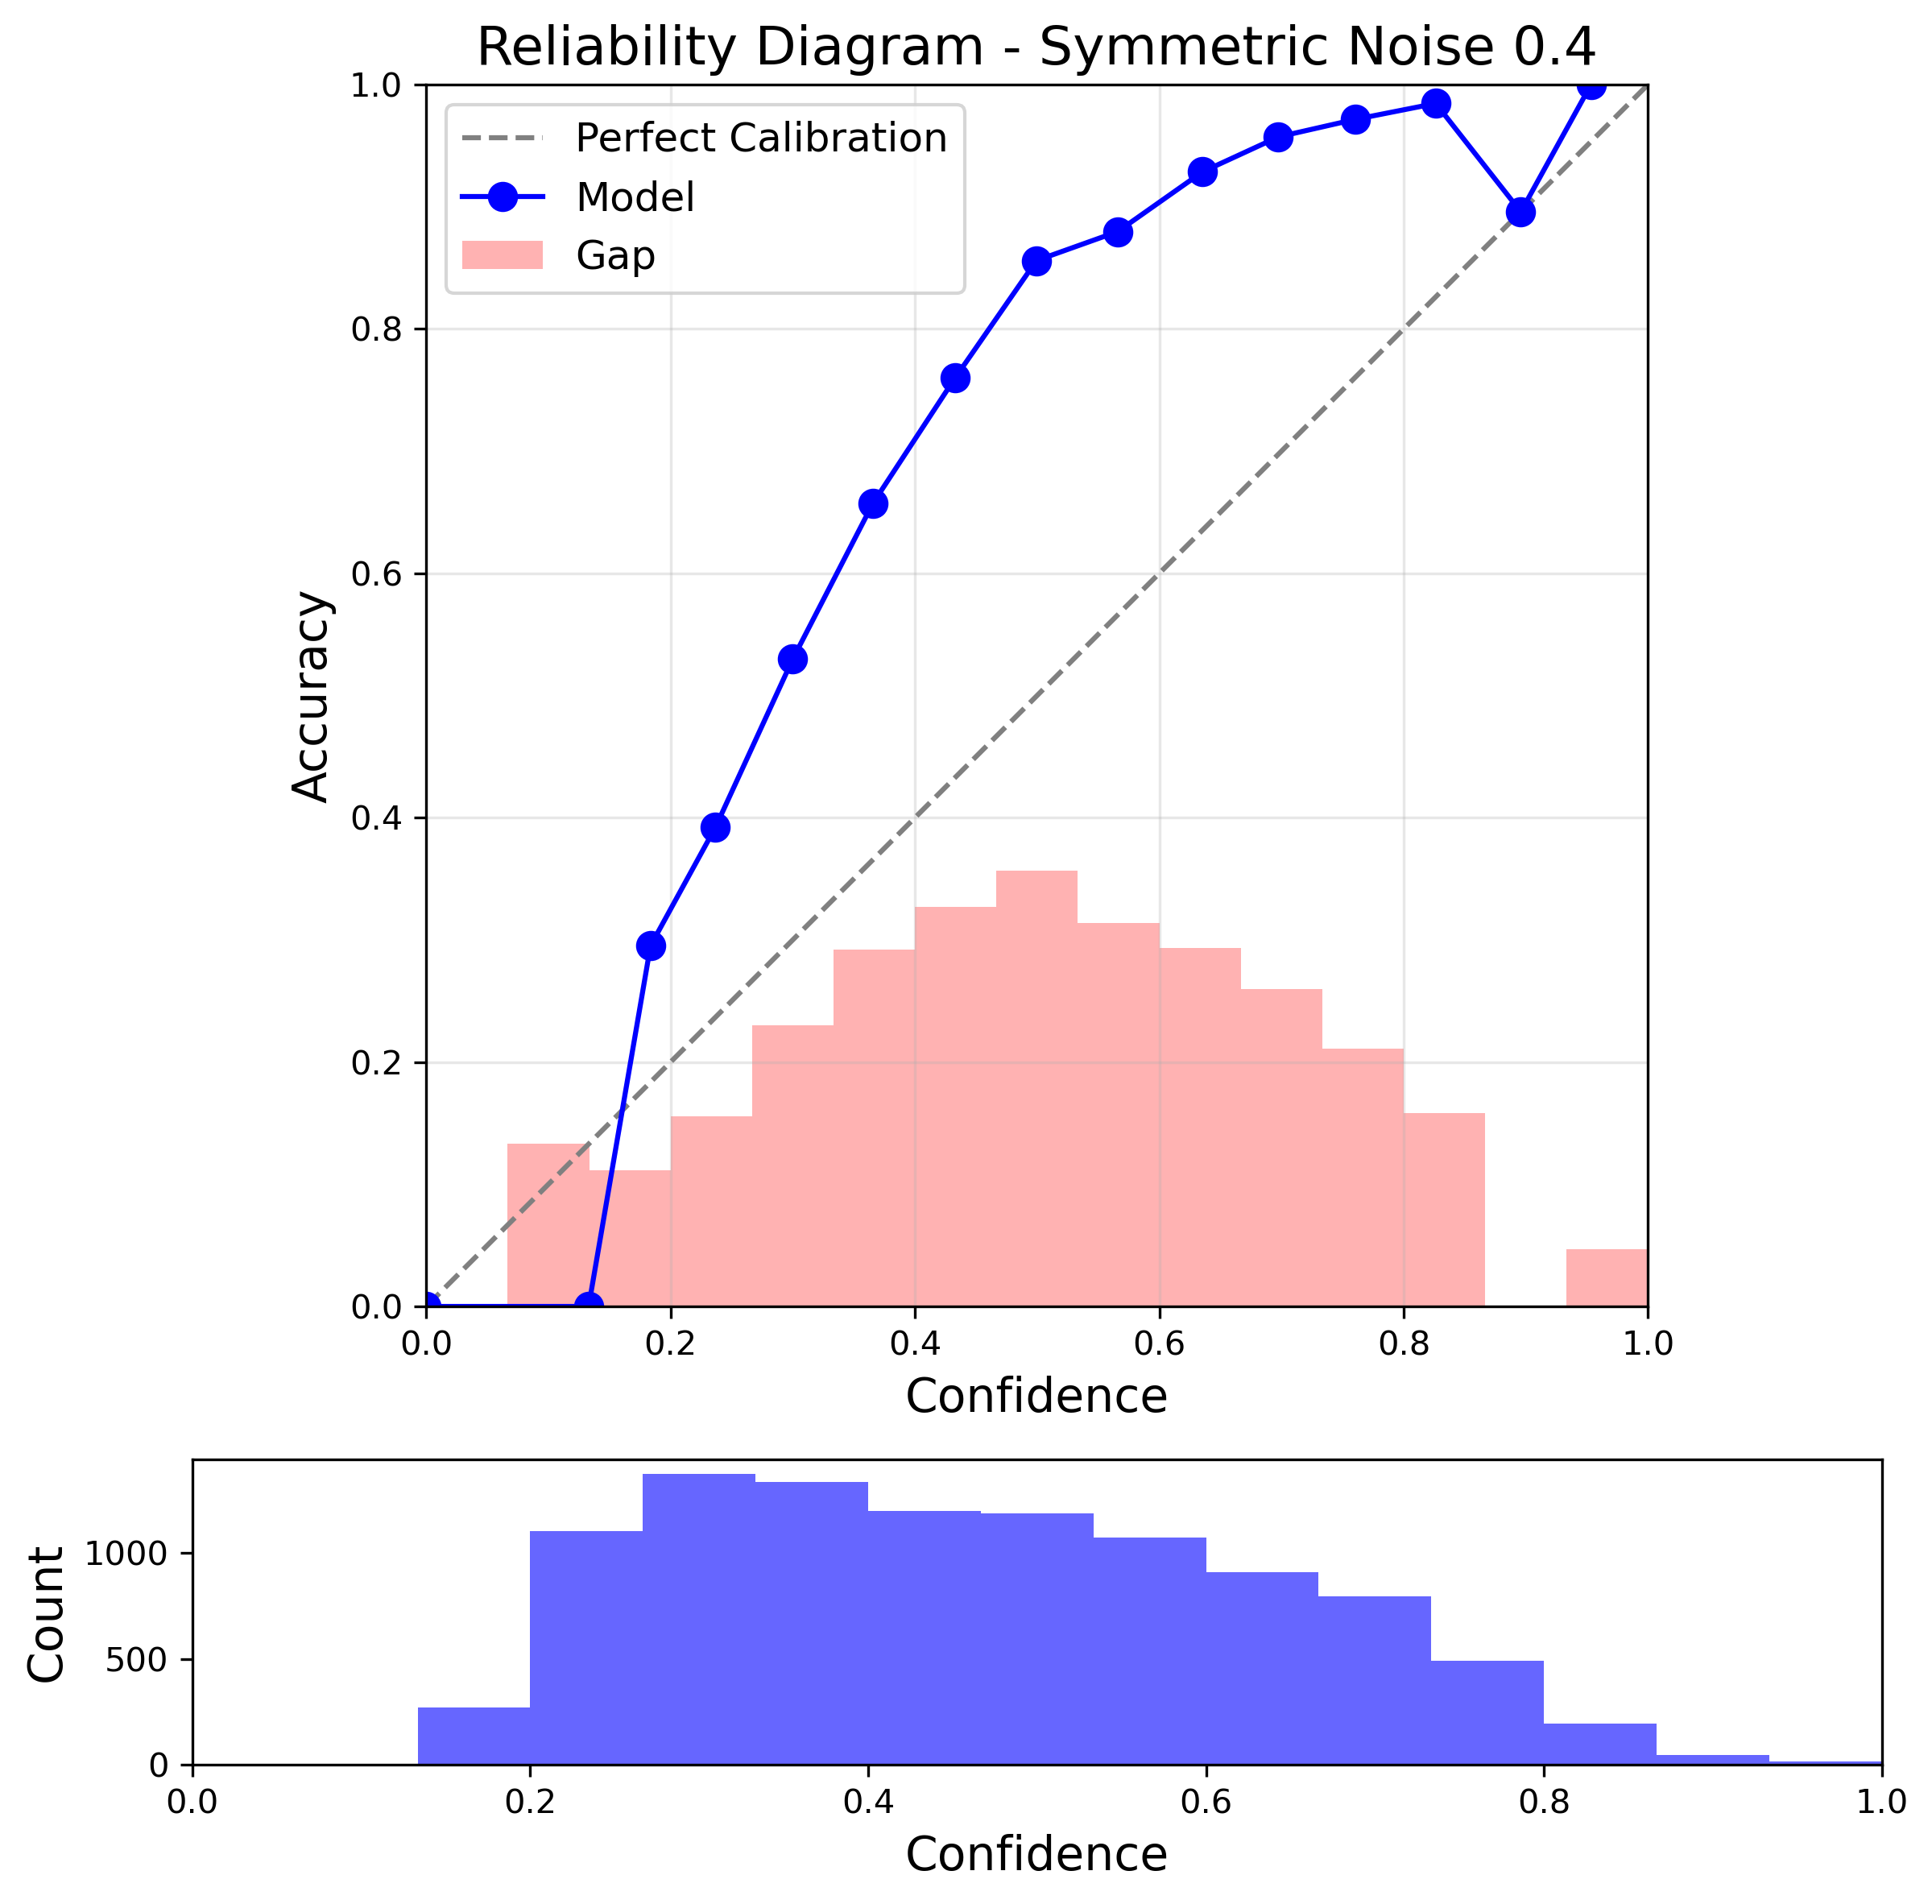 Reliability Diagram - Symmetric Noise 0.4
Perfect Calibration
Model
Gap
1.0
0.8
0.6
0.4
0.2
0.0
Accuracy
0.0 0.2 0.4 0.6 0.8 1.0
Confidence
1000
500
0
Count
0.0 0.2 0.4 0.6 0.8 1.0
Confidence